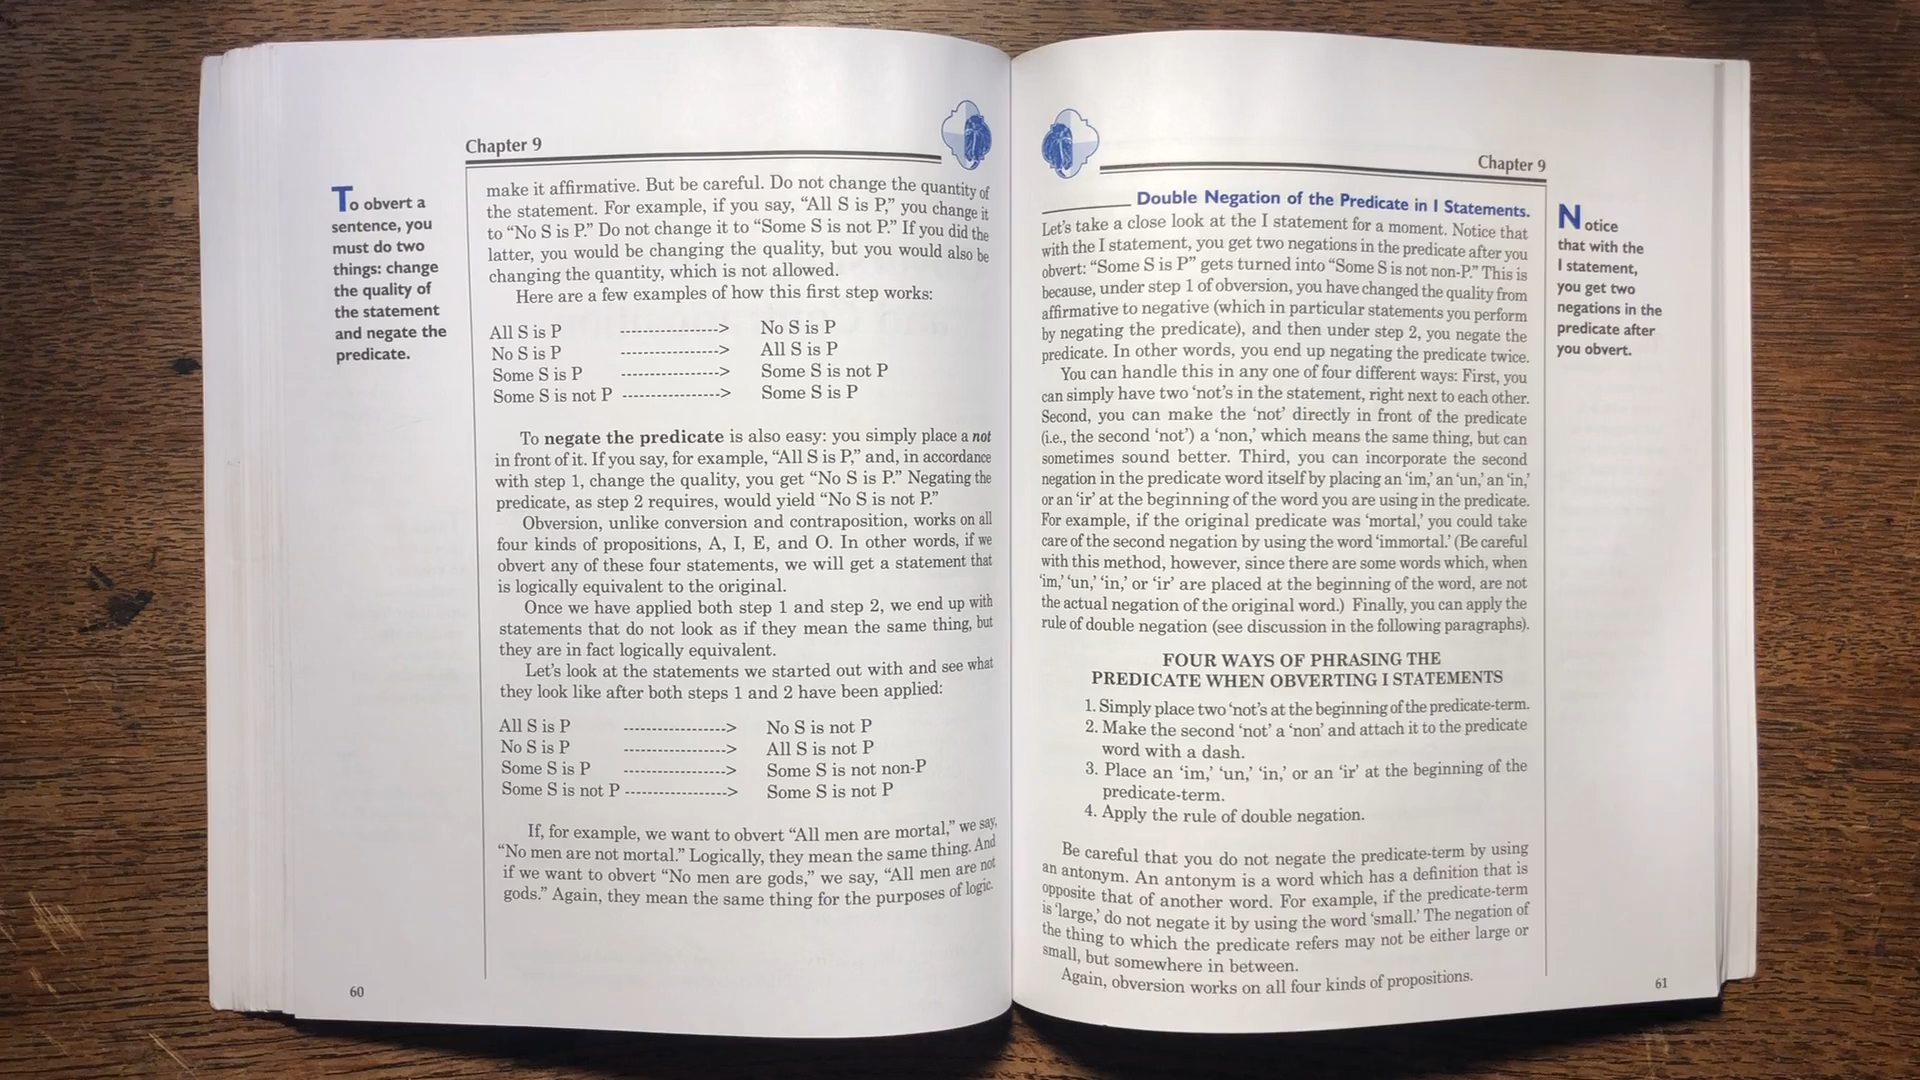 Chapter 9
To obvert a
sentence, you
must do two
things: change
the quality of
the statement
and negate the
predicate.
make it affirmative. But be careful. Do not change the quantity of
the statement. For example, if you say, “All S is P,” you change it
to “No S is P.” Do not change it to “Some S is not P.” If you did the
latter, you would be changing the quality, but you would also be
changing the quantity, which is not allowed.
Here are a few examples of how this first step works:
All S is P ------------------> No S is P
No S is P ------------------> All S is P
Some S is P ------------------> Some S is not P
Some S is not P -----------------> Some S is P
To negate the predicate is also easy: you simply place a not
in front of it. If you say, for example, “All S is P,” and, in accordance
with step 1, change the quality, you get “No S is P.” Negating the
predicate, as step 2 requires, would yield “No S is not P.”
Obversion, unlike conversion and contraposition, works on all
four kinds of propositions, A, I, E, and O. In other words, if we
obvert any of these four statements, we will get a statement that
is logically equivalent to the original.
Once we have applied both step 1 and step 2, we end up with
statements that do not look as if they mean the same thing, but
they are in fact logically equivalent.
Let’s look at the statements we started out with and see what
they look like after both steps 1 and 2 have been applied:
All S is P -------------------> No S is not P
No S is P -------------------> All S is not P
Some S is P -------------------> Some S is not non-P
Some S is not P -------------------> Some S is not P
If, for example, we want to obvert “All men are mortal,” we say,
“No men are not mortal.” Logically, they mean the same thing. And
if we want to obvert “No men are gods,” we say, “All men are not
gods.” Again, they mean the same thing for the purposes of logic.
60
Chapter 9
Double Negation of the Predicate in I Statements.
Let’s take a close look at the I statement for a moment. Notice that
with the I statement, you get two negations in the predicate after you
obvert: “Some S is P” gets turned into “Some S is not non-P.” This is
because, under step 1 of obversion, you have changed the quality from
affirmative to negative (which in particular statements you perform
by negating the predicate), and then under step 2, you negate the
predicate. In other words, you end up negating the predicate twice.
You can handle this in any one of four different ways: First, you
can simply have two ‘not’s in the statement, right next to each other.
Second, you can make the ‘not’ directly in front of the predicate
(i.e., the second ‘not’) a ‘non,’ which means the same thing, but can
sometimes sound better. Third, you can incorporate the second
negation in the predicate word itself by placing an ‘im,’ an ‘un,’ an ‘in,’
or an ‘ir’ at the beginning of the word you are using in the predicate.
For example, if the original predicate was ‘mortal,’ you could take
care of the second negation by using the word ‘immortal.’ (Be careful
with this method, however, since there are some words which, when
‘im,’ ‘un,’ ‘in,’ or ‘ir’ are placed at the beginning of the word, are not
the actual negation of the original word.) Finally, you can apply the
rule of double negation (see discussion in the following paragraphs).
FOUR WAYS OF PHRASING THE
PREDICATE WHEN OBVERTING I STATEMENTS
1. Simply place two ‘not’s at the beginning of the predicate-term.
2. Make the second ‘not’ a ‘non’ and attach it to the predicate
word with a dash.
3. Place an ‘im,’ ‘un,’ ‘in,’ or an ‘ir’ at the beginning of the
predicate-term.
4. Apply the rule of double negation.
Be careful that you do not negate the predicate-term by using
an antonym. An antonym is a word which has a definition that is
opposite that of another word. For example, if the predicate-term
is ‘large,’ do not negate it by using the word ‘small.’ The negation of
the thing to which the predicate refers may not be either large or
small, but somewhere in between.
Again, obversion works on all four kinds of propositions.
Notice
that with the
I statement,
you get two
negations in the
predicate after
you obvert.
61